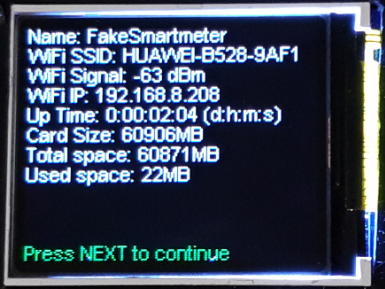 Name: FakeSmartmeter
WiFi SSID: HUAWEI-B528-9AF1
WiFi Signal: -63 dBm
WiFi IP: 192.168.8.208
Up Time: 0:00:02:04 (d:h:m:s)
Card Size: 60906MB
Total space: 60871MB
Used space: 22MB
Press NEXT to continue